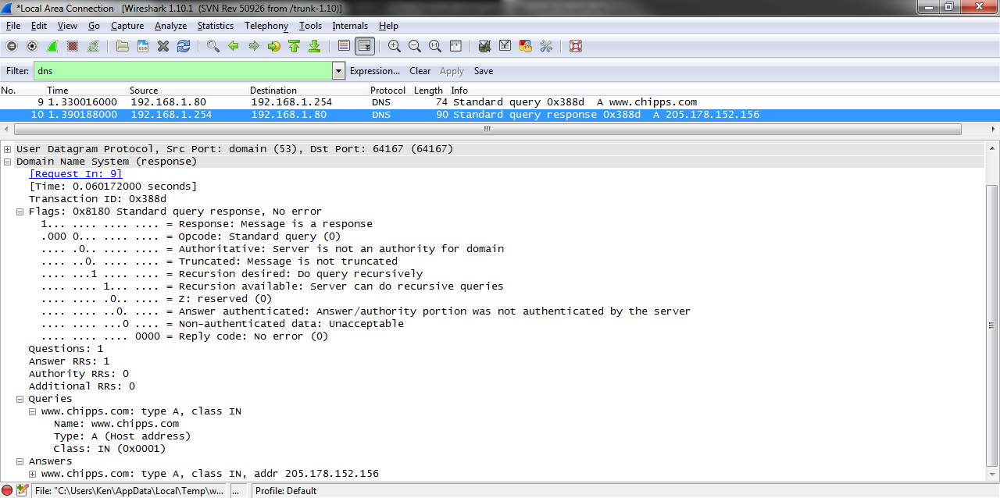 *Local Area Connection [Wireshark 1.10.1 (SVN Rev 50926 from /trunk-1.10)]
File Edit View Go Capture Analyze Statistics Telephony Tools Internals Help
Filter: dns Expression... Clear Apply Save
No. Time Source Destination Protocol Length Info
9 1.330016000 192.168.1.80 192.168.1.254 DNS 74 Standard query 0x388d A www.chipps.com
10 1.390188000 192.168.1.254 192.168.1.80 DNS 90 Standard query response 0x388d A 205.178.152.156
User Datagram Protocol, Src Port: domain (53), Dst Port: 64167 (64167)
Domain Name System (response)
[Request In: 9]
[Time: 0.060172000 seconds]
Transaction ID: 0x388d
Flags: 0x8180 Standard query response, No error
1... .... .... .... = Response: Message is a response
.000 0... .... .... = Opcode: Standard query (0)
.... .0.. .... .... = Authoritative: Server is not an authority for domain
.... ..0. .... .... = Truncated: Message is not truncated
.... ...1 .... .... = Recursion desired: Do query recursively
.... .... 1... .... = Recursion available: Server can do recursive queries
.... .... .0.. .... = Z: reserved (0)
.... .... ..0. .... = Answer authenticated: Answer/authority portion was not authenticated by the server
.... .... ...0 .... = Non-authenticated data: Unacceptable
.... .... .... 0000 = Reply code: No error (0)
Questions: 1
Answer RRs: 1
Authority RRs: 0
Additional RRs: 0
Queries
www.chipps.com: type A, class IN
Name: www.chipps.com
Type: A (Host address)
Class: IN (0x0001)
Answers
www.chipps.com: type A, class IN, addr 205.178.152.156
File: "C:\Users\Ken\AppData\Local\Temp\w... ... Profile: Default